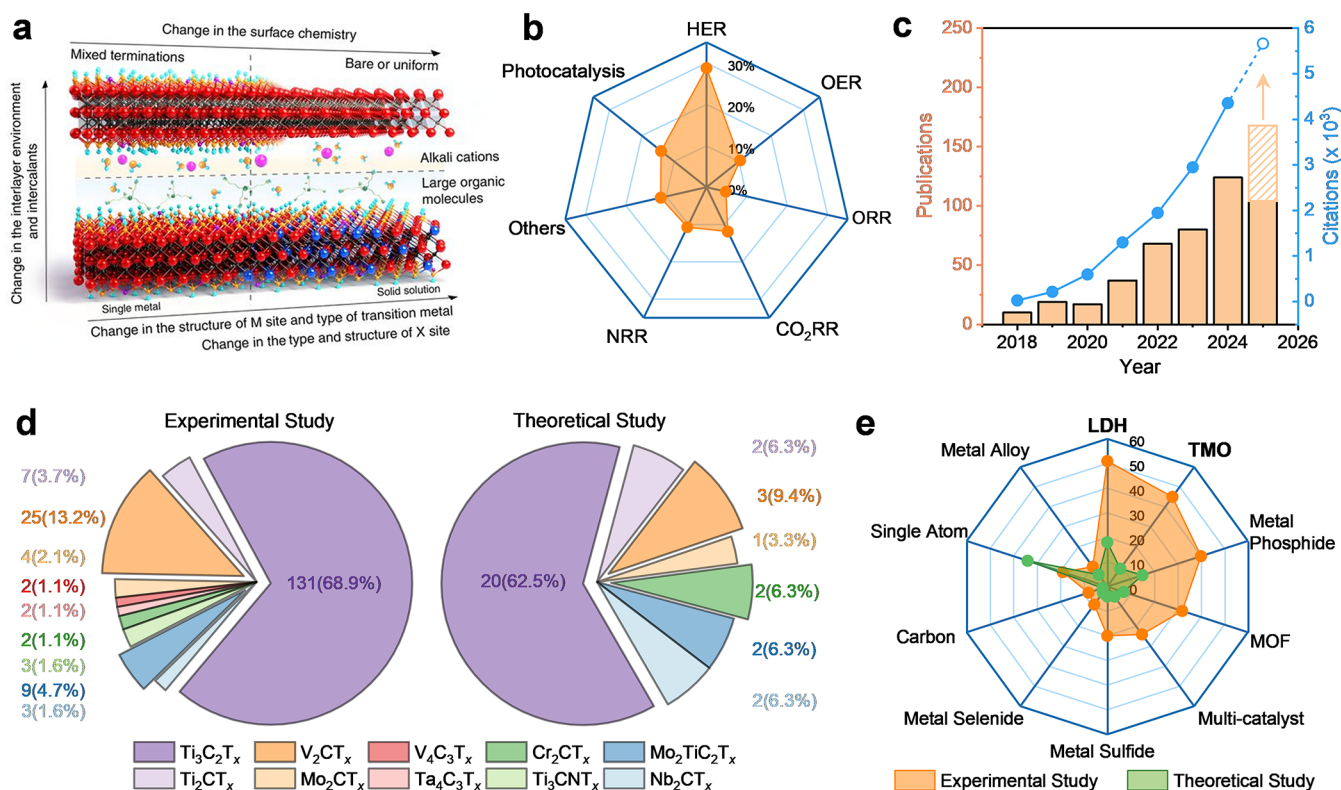 a
Change in the surface chemistry
Mixed terminations
Bare or uniform
Change in the interlayer environment
and intercalants
Alkali cations
Large organic
molecules
Single metal
Solid solution
Change in the structure of M site and type of transition metal
Change in the type and structure of X site
b
HER
OER
ORR
CO₂RR
NRR
Others
Photocatalysis
30%
20%
10%
0%
c
Publications
250
200
150
100
50
0
Citations (x 10³)
6
5
4
3
2
1
0
2018
2020
2022
2024
2026
Year
d
Experimental Study
7(3.7%)
25(13.2%)
4(2.1%)
2(1.1%)
2(1.1%)
2(1.1%)
3(1.6%)
9(4.7%)
3(1.6%)
131(68.9%)
Theoretical Study
20(62.5%)
2(6.3%)
3(9.4%)
1(3.3%)
2(6.3%)
2(6.3%)
2(6.3%)
Ti₃C₂Tₓ
V₂CTₓ
V₄C₃Tₓ
Cr₂CTₓ
Mo₂TiC₂Tₓ
Ti₂CTₓ
Mo₂CTₓ
Ta₄C₃Tₓ
Ti₃CNTₓ
Nb₂CTₓ
e
LDH
TMO
Metal
Phosphide
MOF
Multi-catalyst
Metal Sulfide
Metal Selenide
Carbon
Single Atom
Metal Alloy
60
50
40
30
20
10
0
Experimental Study
Theoretical Study